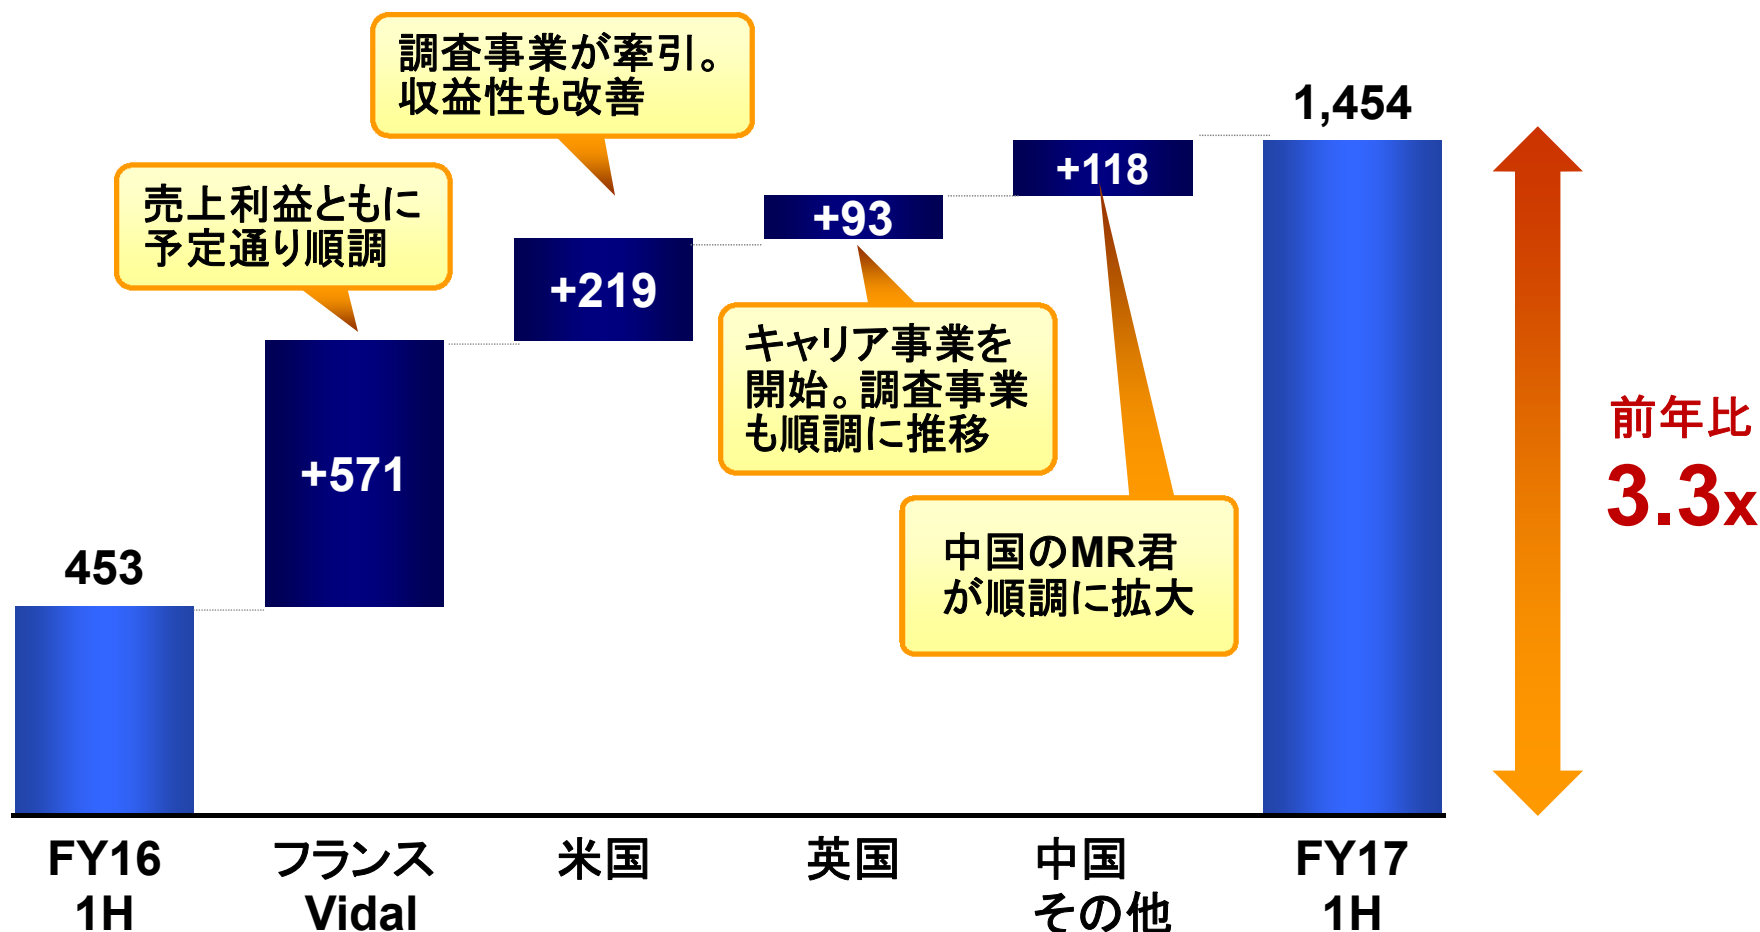 調査事業が牽引。
収益性も改善
1,454
+118
売上利益ともに
予定通り順調
+93
+219
キャリア事業を
開始。調査事業
も順調に推移
前年比
3.3x
+571
中国のMR君
が順調に拡大
453
FY16
1H
フランス
Vidal
米国
英国
中国
その他
FY17
1H